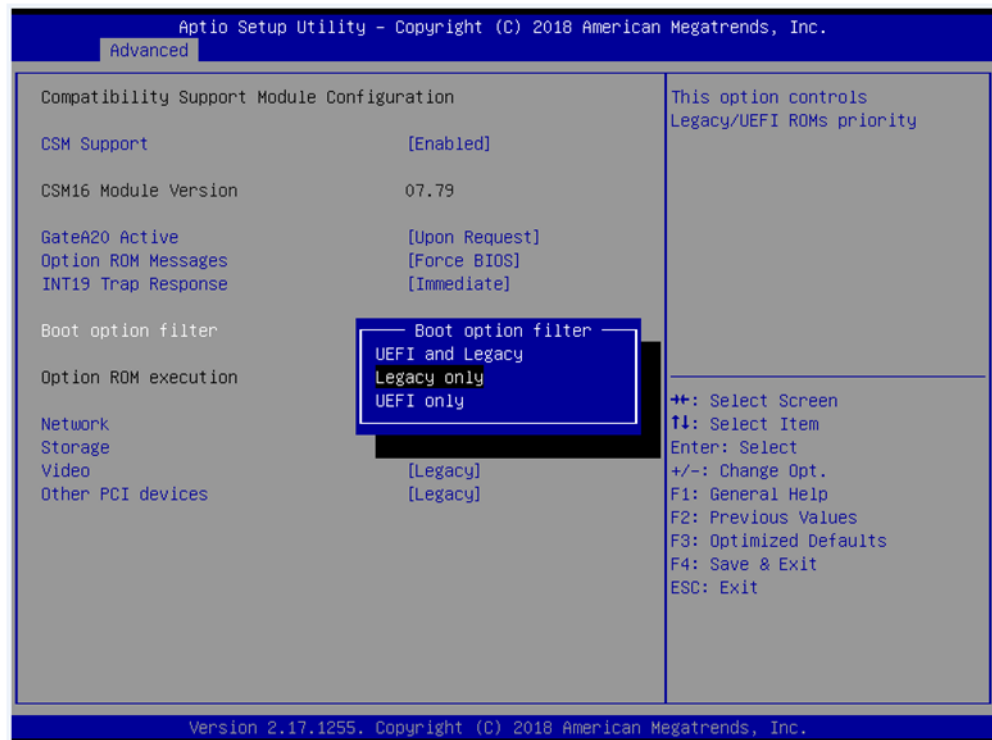 Aptio Setup Utility – Copyright (C) 2018 American Megatrends, Inc.
Advanced
Compatibility Support Module Configuration
CSM Support [Enabled]
CSM16 Module Version 07.79
GateA20 Active [Upon Request]
Option ROM Messages [Force BIOS]
INT19 Trap Response [Immediate]
Boot option filter
Option ROM execution
Network
Storage
Video [Legacy]
Other PCI devices [Legacy]
Boot option filter
UEFI and Legacy
Legacy only
UEFI only
This option controls
Legacy/UEFI ROMs priority
→←: Select Screen
↑↓: Select Item
Enter: Select
+/-: Change Opt.
F1: General Help
F2: Previous Values
F3: Optimized Defaults
F4: Save & Exit
ESC: Exit
Version 2.17.1255. Copyright (C) 2018 American Megatrends, Inc.